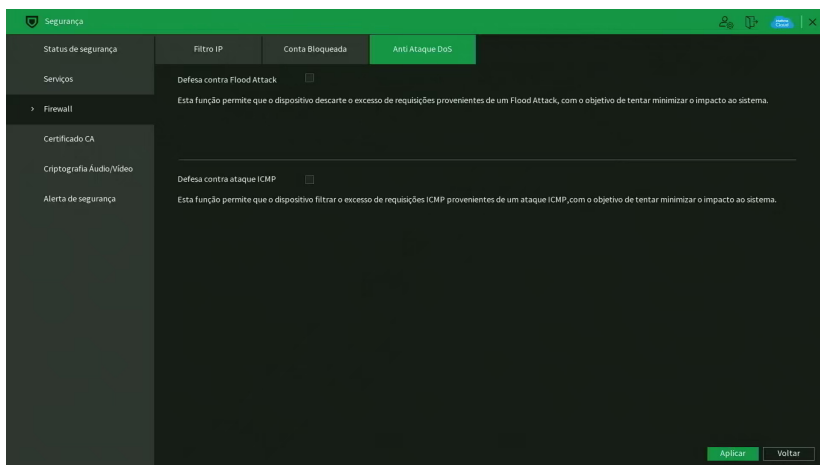 Segurança
Cloud
Status de segurança
Serviços
Firewall
Certificado CA
Criptografia Áudio/Vídeo
Alerta de segurança
Filtro IP
Conta Bloqueada
Anti Ataque DoS
Defesa contra Flood Attack
Esta função permite que o dispositivo descarte o excesso de requisições provenientes de um Flood Attack, com o objetivo de tentar minimizar o impacto ao sistema.
Defesa contra ataque ICMP
Esta função permite que o dispositivo filtrar o excesso de requisições ICMP provenientes de um ataque ICMP,com o objetivo de tentar minimizar o impacto ao sistema.
Aplicar
Voltar